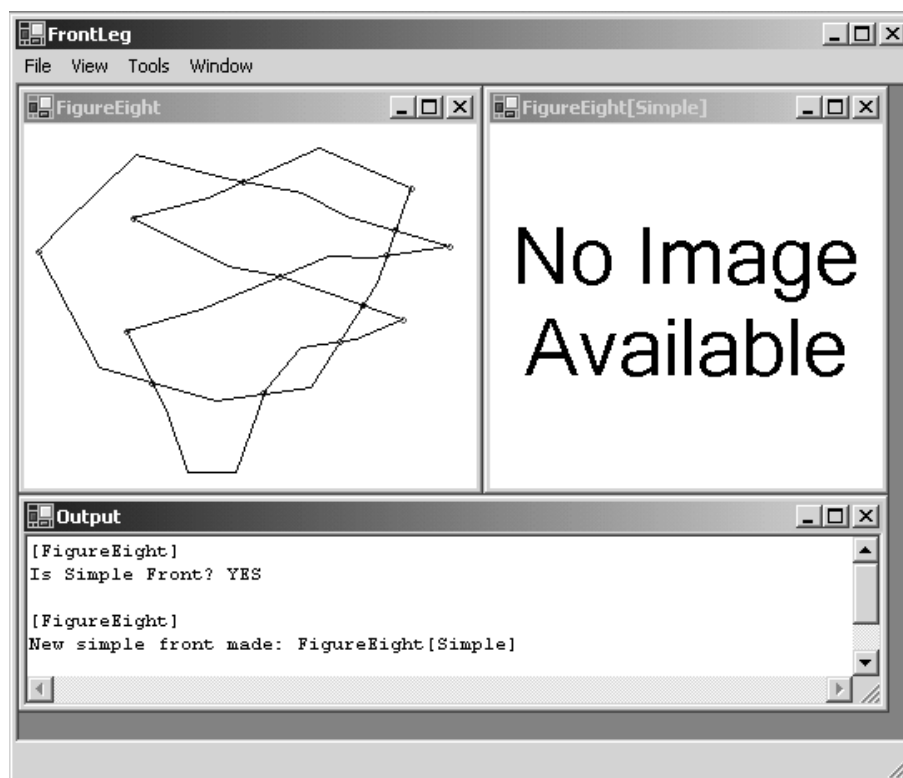 FrontLeg
File View Tools Window
FigureEight
FigureEight[Simple]
No Image
Available
Output
[FigureEight]
Is Simple Front? YES
[FigureEight]
New simple front made: FigureEight[Simple]